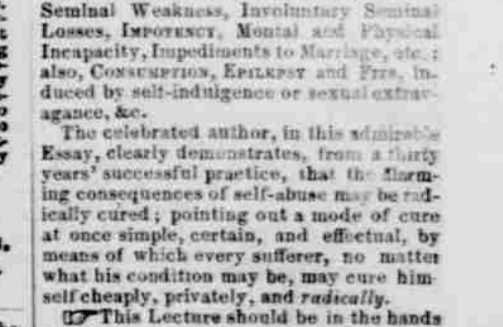 Seminal Weakness, Involuntary Seminal
Losses, IMPOTENCY, Mental and Physical
Incapacity, Impediments to Marriage, etc.;
also, CONSUMPTION, EPILEPSY and FITS, in-
duced by self-indulgence or sexual extrav-
agance, &c.
The celebrated author, in this admirable
Essay, clearly demonstrates, from a thirty
years' successful practice, that the alarm-
ing consequences of self-abuse may be rad-
ically cured; pointing out a mode of cure
at once simple, certain, and effectual, by
means of which every sufferer, no matter
what his condition may be, may cure him-
self cheaply, privately, and radically.
☞This Lecture should be in the hands